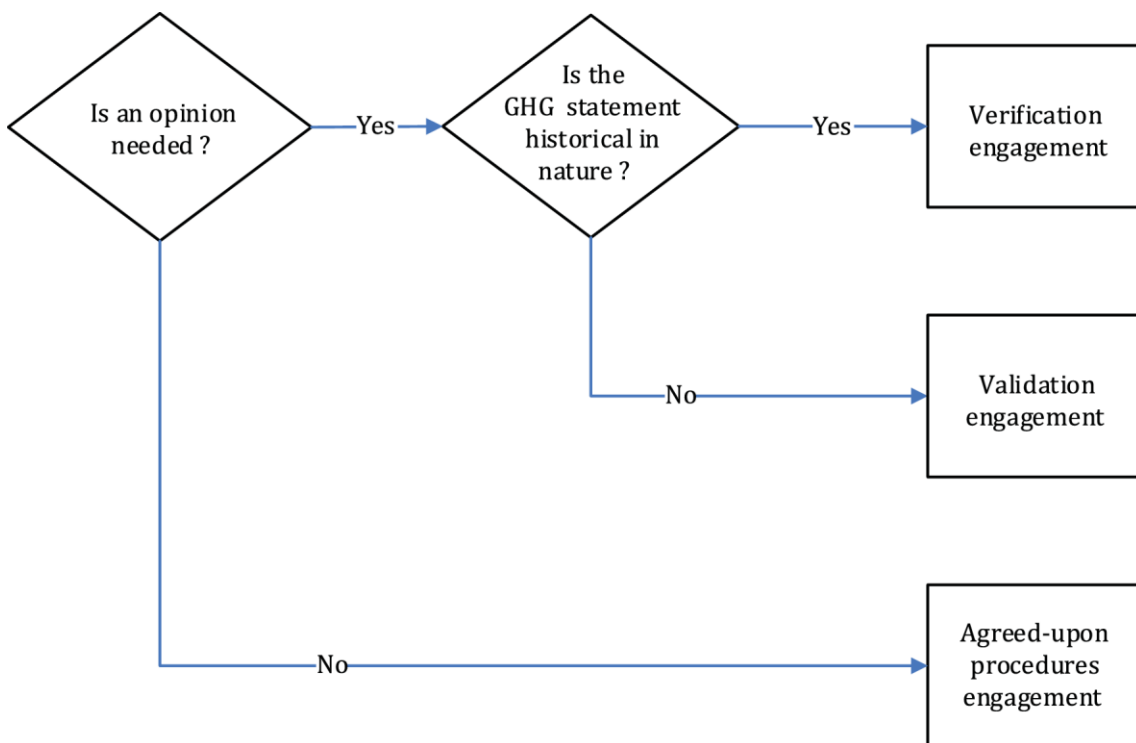 Is an opinion
needed ?
Yes
Is the
GHG statement
historical in
nature ?
Yes
Verification
engagement
No
Validation
engagement
No
Agreed-upon
procedures
engagement